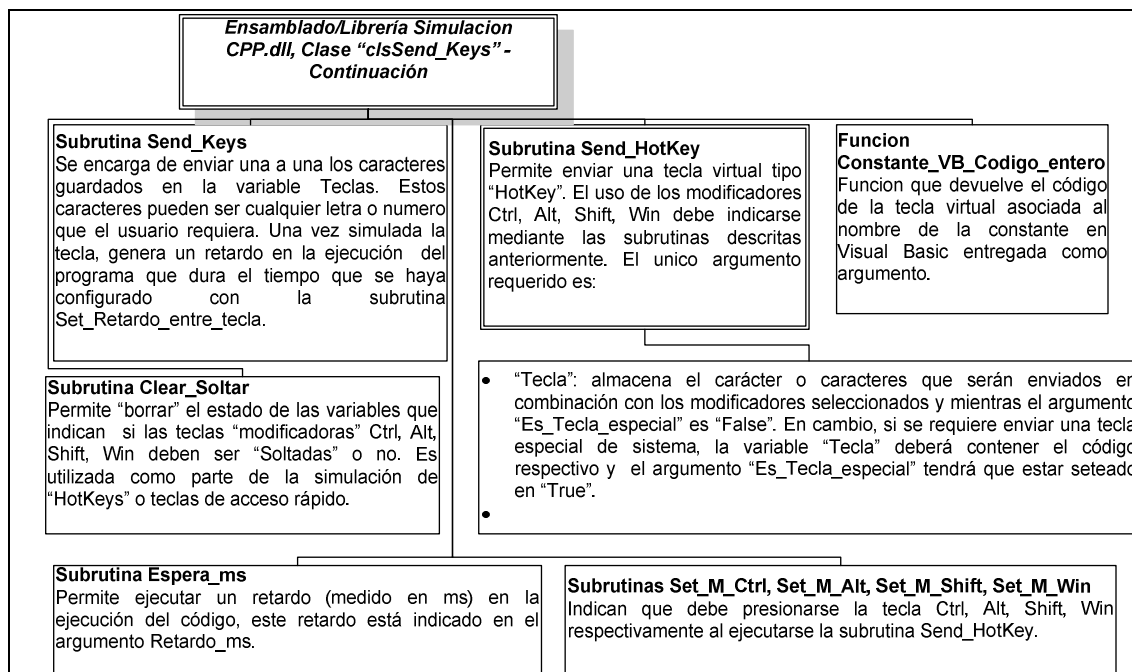 Ensamblado/Librería Simulacion
CPP.dll, Clase “clsSend_Keys” -
Continuación
Subrutina Send_Keys
Se encarga de enviar una a una los caracteres
guardados en la variable Teclas. Estos
caracteres pueden ser cualquier letra o numero
que el usuario requiera. Una vez simulada la
tecla, genera un retardo en la ejecución del
programa que dura el tiempo que se haya
configurado con la subrutina
Set_Retardo_entre_tecla.
Subrutina Send_HotKey
Permite enviar una tecla virtual tipo
“HotKey”. El uso de los modificadores
Ctrl, Alt, Shift, Win debe indicarse
mediante las subrutinas descritas
anteriormente. El unico argumento
requerido es:
Funcion
Constante_VB_Codigo_entero
Funcion que devuelve el código
de la tecla virtual asociada al
nombre de la constante en
Visual Basic entregada como
argumento.
Subrutina Clear_Soltar
Permite “borrar” el estado de las variables que
indican si las teclas “modificadoras” Ctrl, Alt,
Shift, Win deben ser “Soltadas” o no. Es
utilizada como parte de la simulación de
“HotKeys” o teclas de acceso rápido.
• “Tecla”: almacena el carácter o caracteres que serán enviados en
combinación con los modificadores seleccionados y mientras el argumento
“Es_Tecla_especial” es “False”. En cambio, si se requiere enviar una tecla
especial de sistema, la variable “Tecla” deberá contener el código
respectivo y el argumento “Es_Tecla_especial” tendrá que estar seteado
en “True”.
•
Subrutina Espera_ms
Permite ejecutar un retardo (medido en ms) en la
ejecución del código, este retardo está indicado en el
argumento Retardo_ms.
Subrutinas Set_M_Ctrl, Set_M_Alt, Set_M_Shift, Set_M_Win
Indican que debe presionarse la tecla Ctrl, Alt, Shift, Win
respectivamente al ejecutarse la subrutina Send_HotKey.